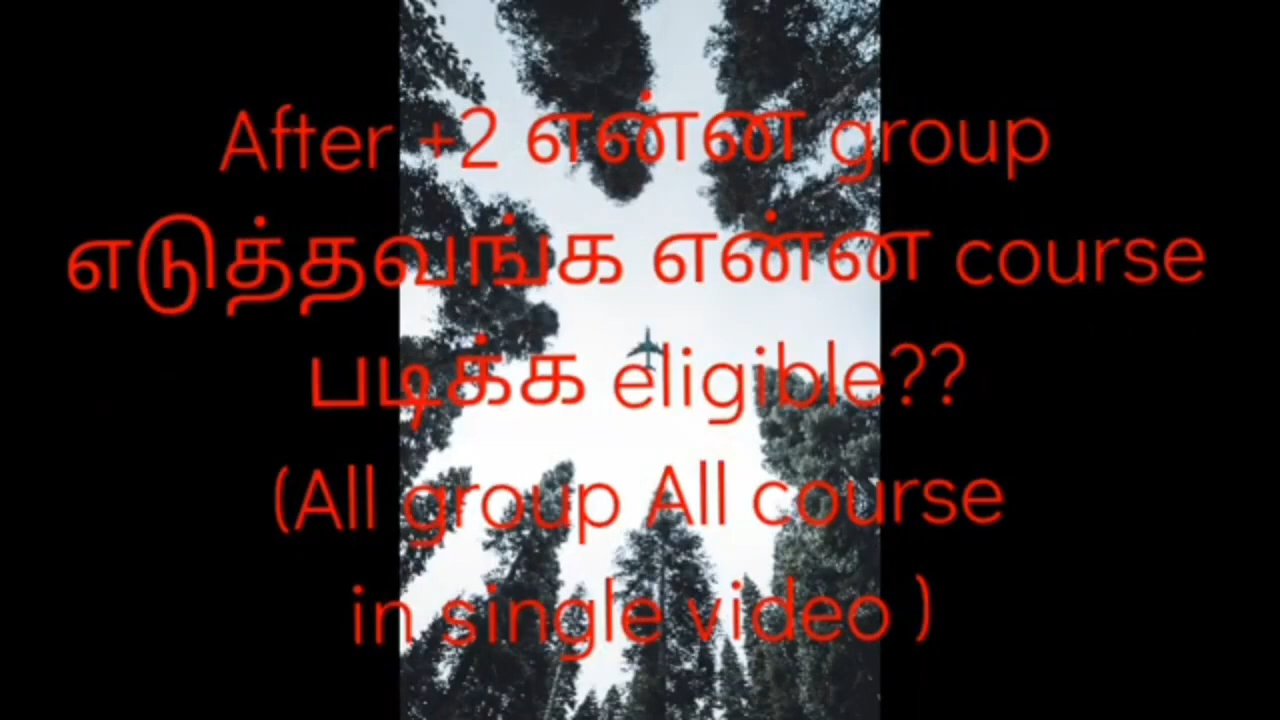 After +2 என்ன group
எடுத்தவங்க என்ன course
படிக்க eligible??
(All group All course
in single video )